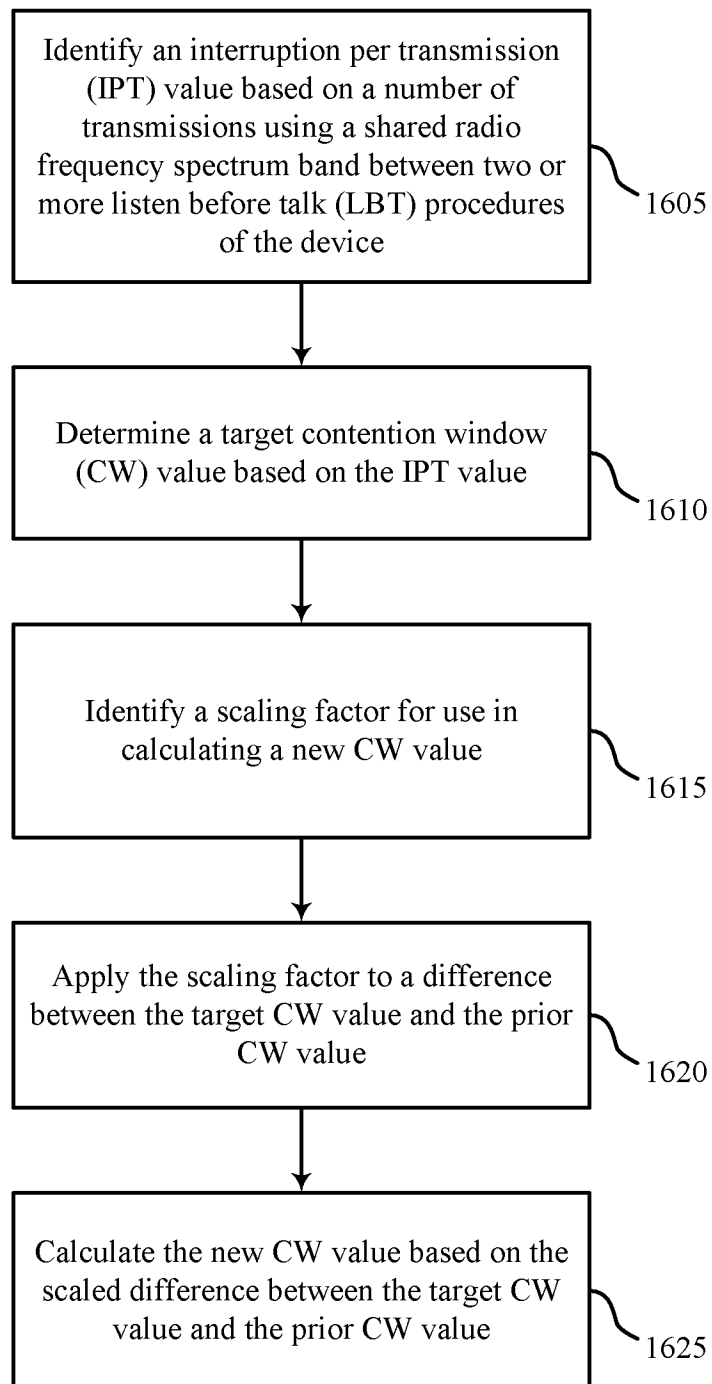 Identify an interruption per transmission
(IPT) value based on a number of
transmissions using a shared radio
frequency spectrum band between two or
more listen before talk (LBT) procedures
of the device
1605
Determine a target contention window
(CW) value based on the IPT value
1610
Identify a scaling factor for use in
calculating a new CW value
1615
Apply the scaling factor to a difference
between the target CW value and the prior
CW value
1620
Calculate the new CW value based on the
scaled difference between the target CW
value and the prior CW value
1625